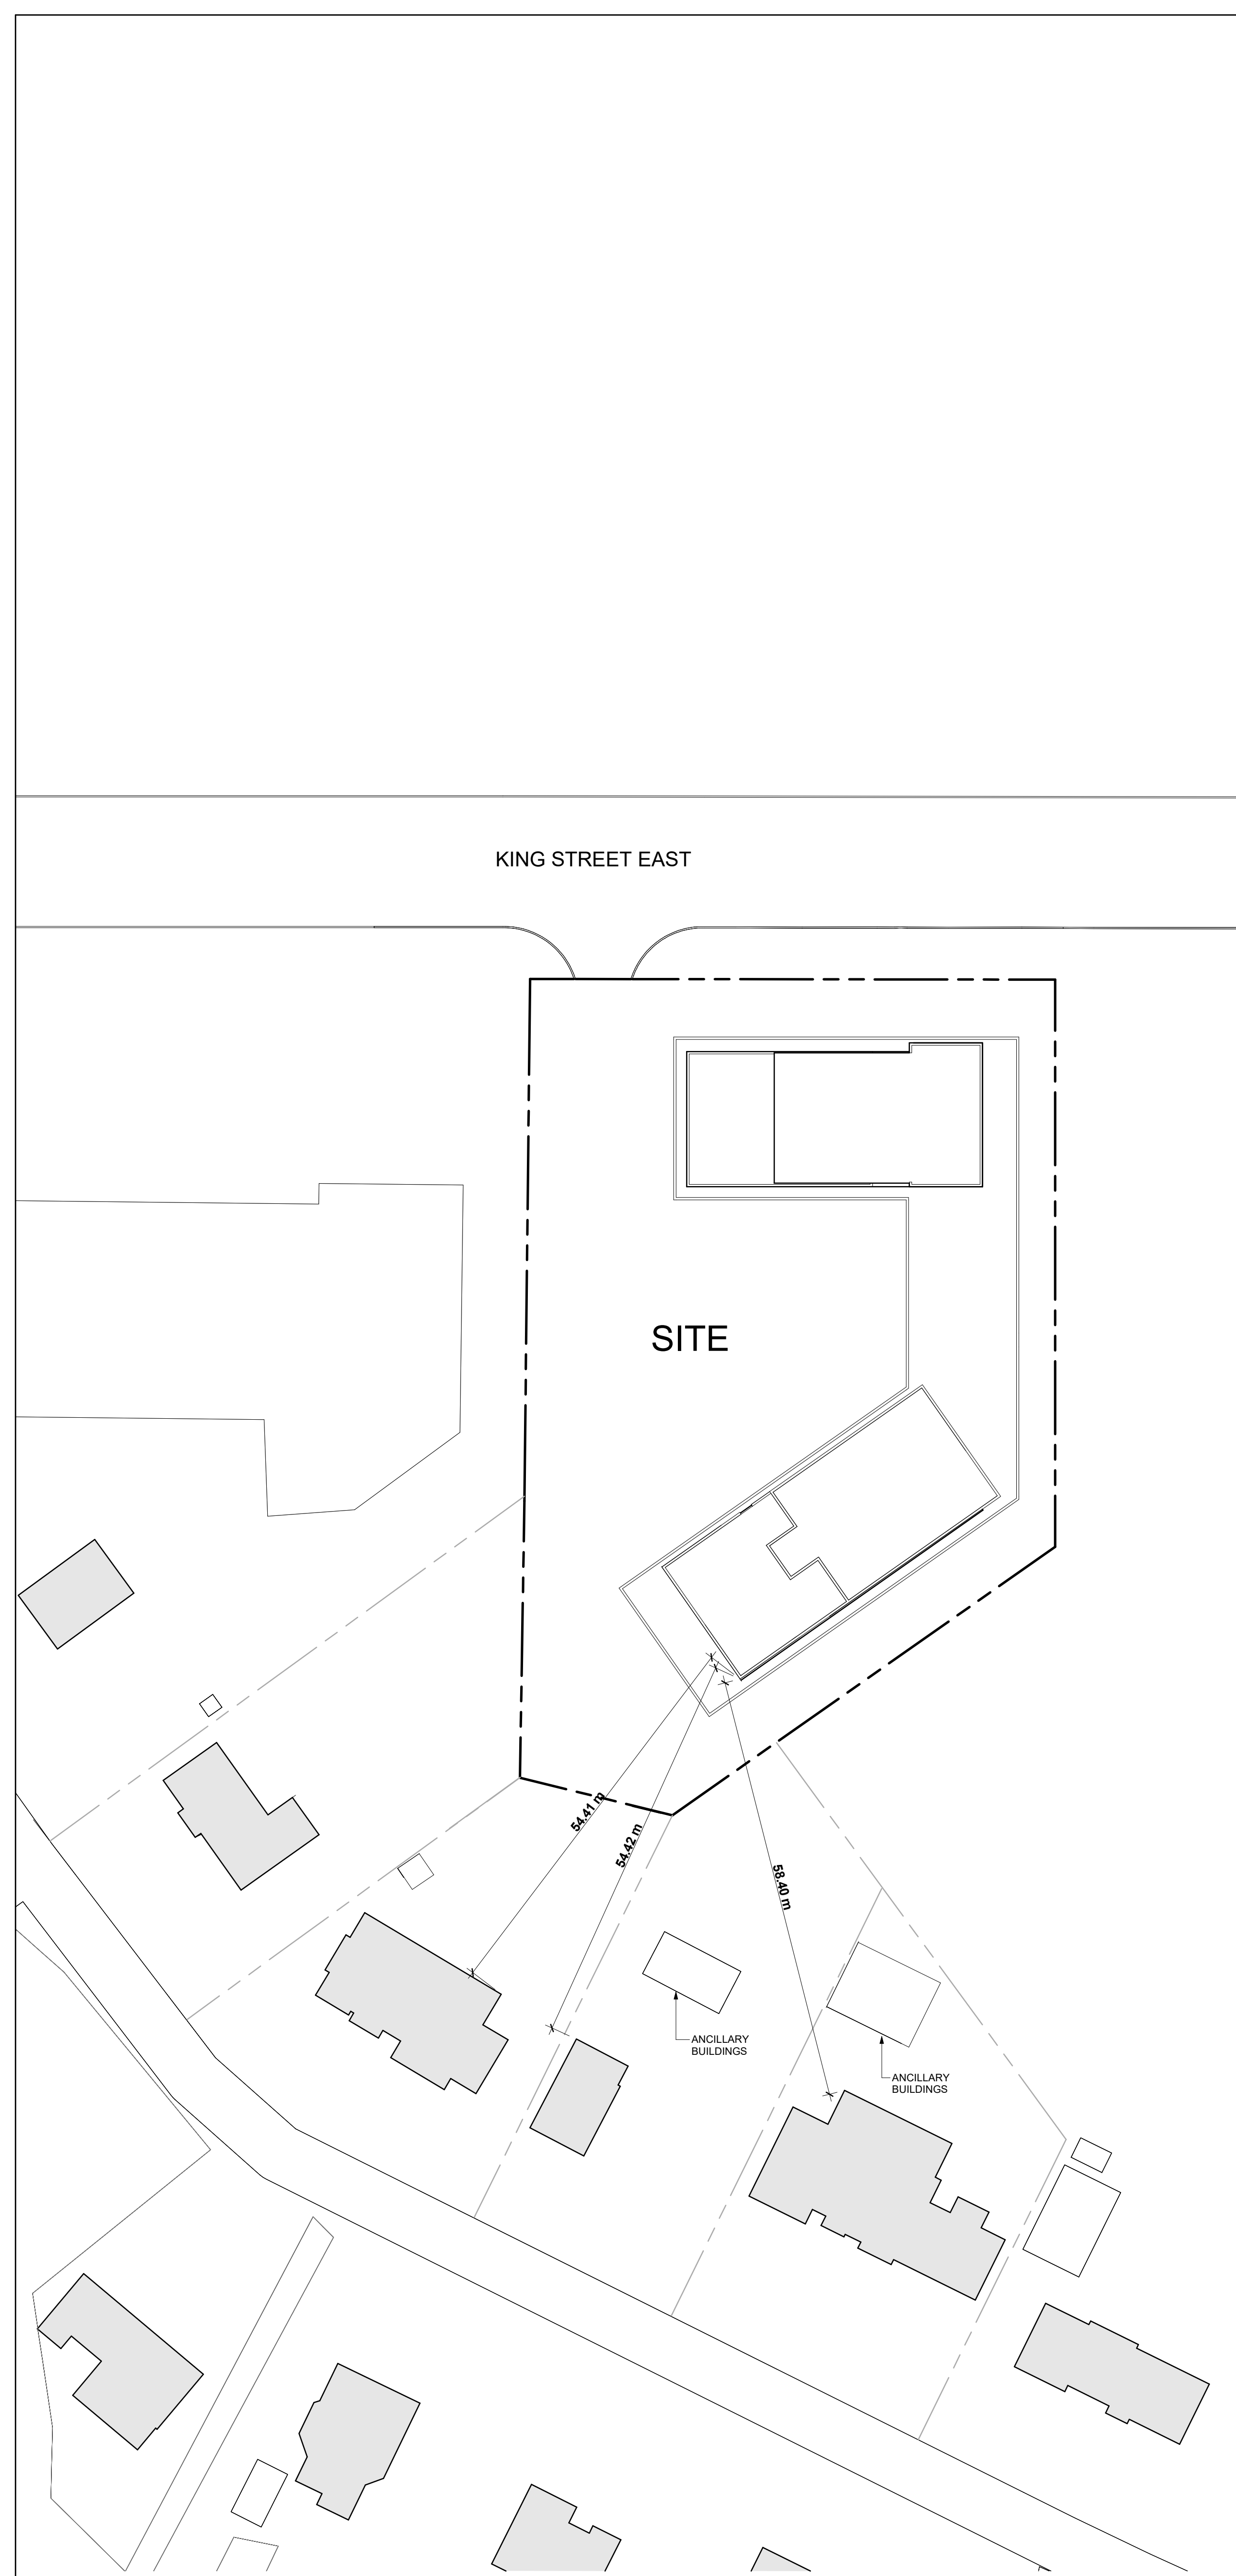 KING STREET EAST
SITE
54.41 m
54.42 m
58.40 m
ANCILLARY
BUILDINGS
ANCILLARY
BUILDINGS